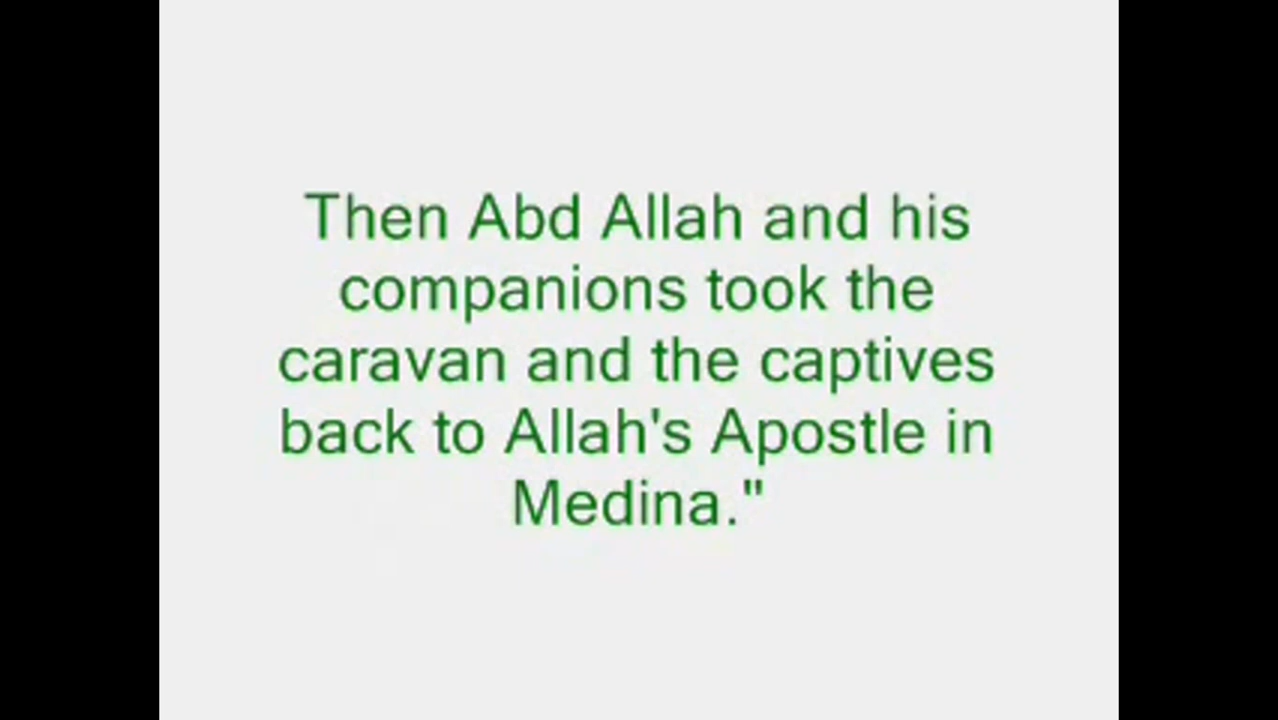 Then Abd Allah and his
companions took the
caravan and the captives
back to Allah's Apostle in
Medina."